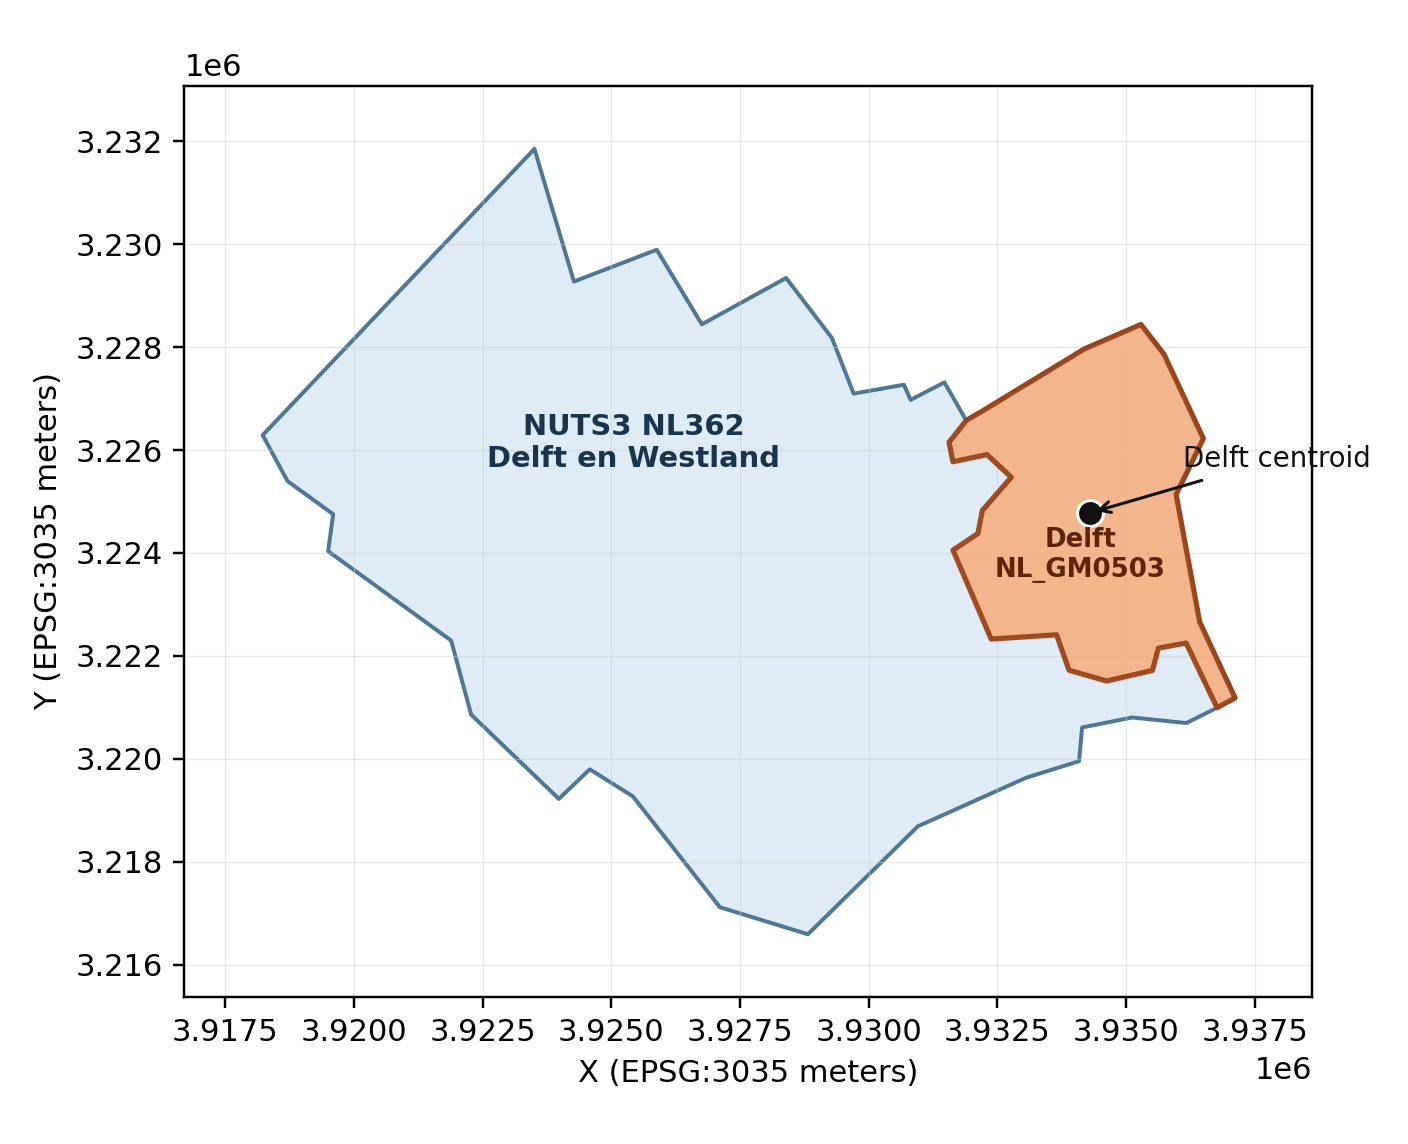 1e6
3.232
3.230
3.228
3.226
3.224
3.222
3.220
3.218
3.216
Y (EPSG:3035 meters)
NUTS3 NL362
Delft en Westland
Delft centroid
Delft
NL_GM0503
3.9175 3.9200 3.9225 3.9250 3.9275 3.9300 3.9325 3.9350 3.9375
X (EPSG:3035 meters)
1e6